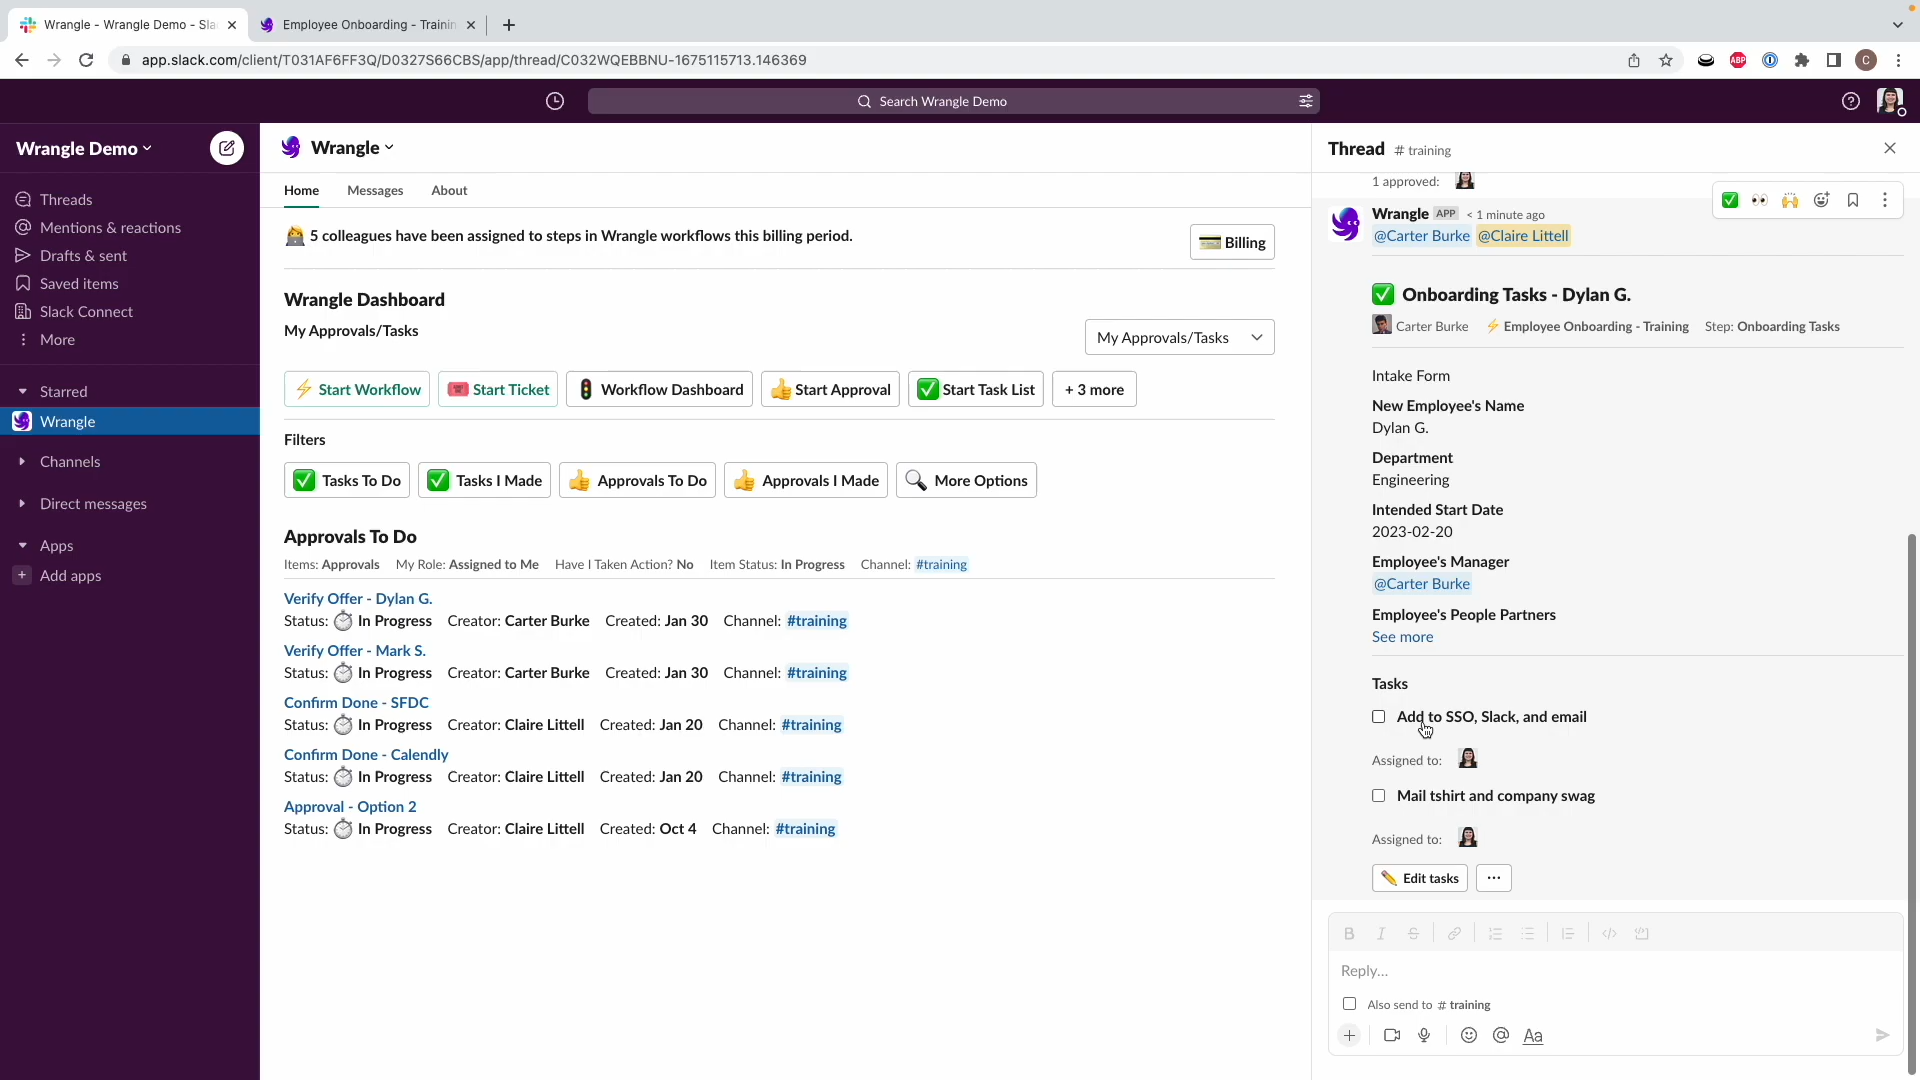 Wrangle - Wrangle Demo - Sla
Employee Onboarding - Trainin
app.slack.com/client/T031AF6FF3Q/D0327S66CBS/app/thread/C032WQEBBNU-1675115713.146369
ABP
C
Search Wrangle Demo
Wrangle Demo
Threads
Mentions & reactions
Drafts & sent
Saved items
Slack Connect
More
Starred
Wrangle
Channels
Direct messages
Apps
Add apps
Wrangle
Home Messages About
5 colleagues have been assigned to steps in Wrangle workflows this billing period.
Billing
Wrangle Dashboard
My Approvals/Tasks
My Approvals/Tasks
Start Workflow Start Ticket Workflow Dashboard Start Approval Start Task List + 3 more
Filters
Tasks To Do Tasks I Made Approvals To Do Approvals I Made More Options
Approvals To Do
Items: Approvals My Role: Assigned to Me Have I Taken Action? No Item Status: In Progress Channel: #training
Verify Offer - Dylan G.
Status: In Progress Creator: Carter Burke Created: Jan 30 Channel: #training
Verify Offer - Mark S.
Status: In Progress Creator: Carter Burke Created: Jan 30 Channel: #training
Confirm Done - SFDC
Status: In Progress Creator: Claire Littell Created: Jan 20 Channel: #training
Confirm Done - Calendly
Status: In Progress Creator: Claire Littell Created: Jan 20 Channel: #training
Approval - Option 2
Status: In Progress Creator: Claire Littell Created: Oct 4 Channel: #training
Thread # training
1 approved:
Wrangle APP < 1 minute ago
@Carter Burke @Claire Littell
Onboarding Tasks - Dylan G.
Carter Burke Employee Onboarding - Training Step: Onboarding Tasks
Intake Form
New Employee's Name
Dylan G.
Department
Engineering
Intended Start Date
2023-02-20
Employee's Manager
@Carter Burke
Employee's People Partners
See more
Tasks
Add to SSO, Slack, and email
Assigned to:
Mail tshirt and company swag
Assigned to:
Edit tasks ...
Reply...
Also send to # training
Aa